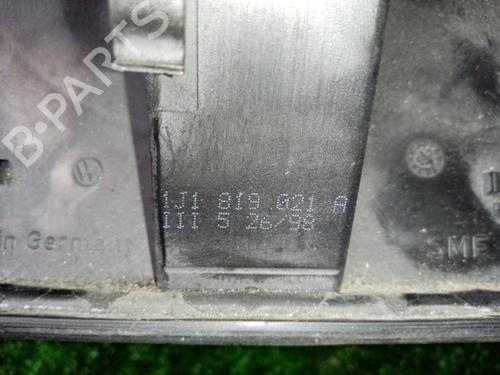 B-PARTS
1J1 819 021 A
III 5 26/98
in Germany
SMF